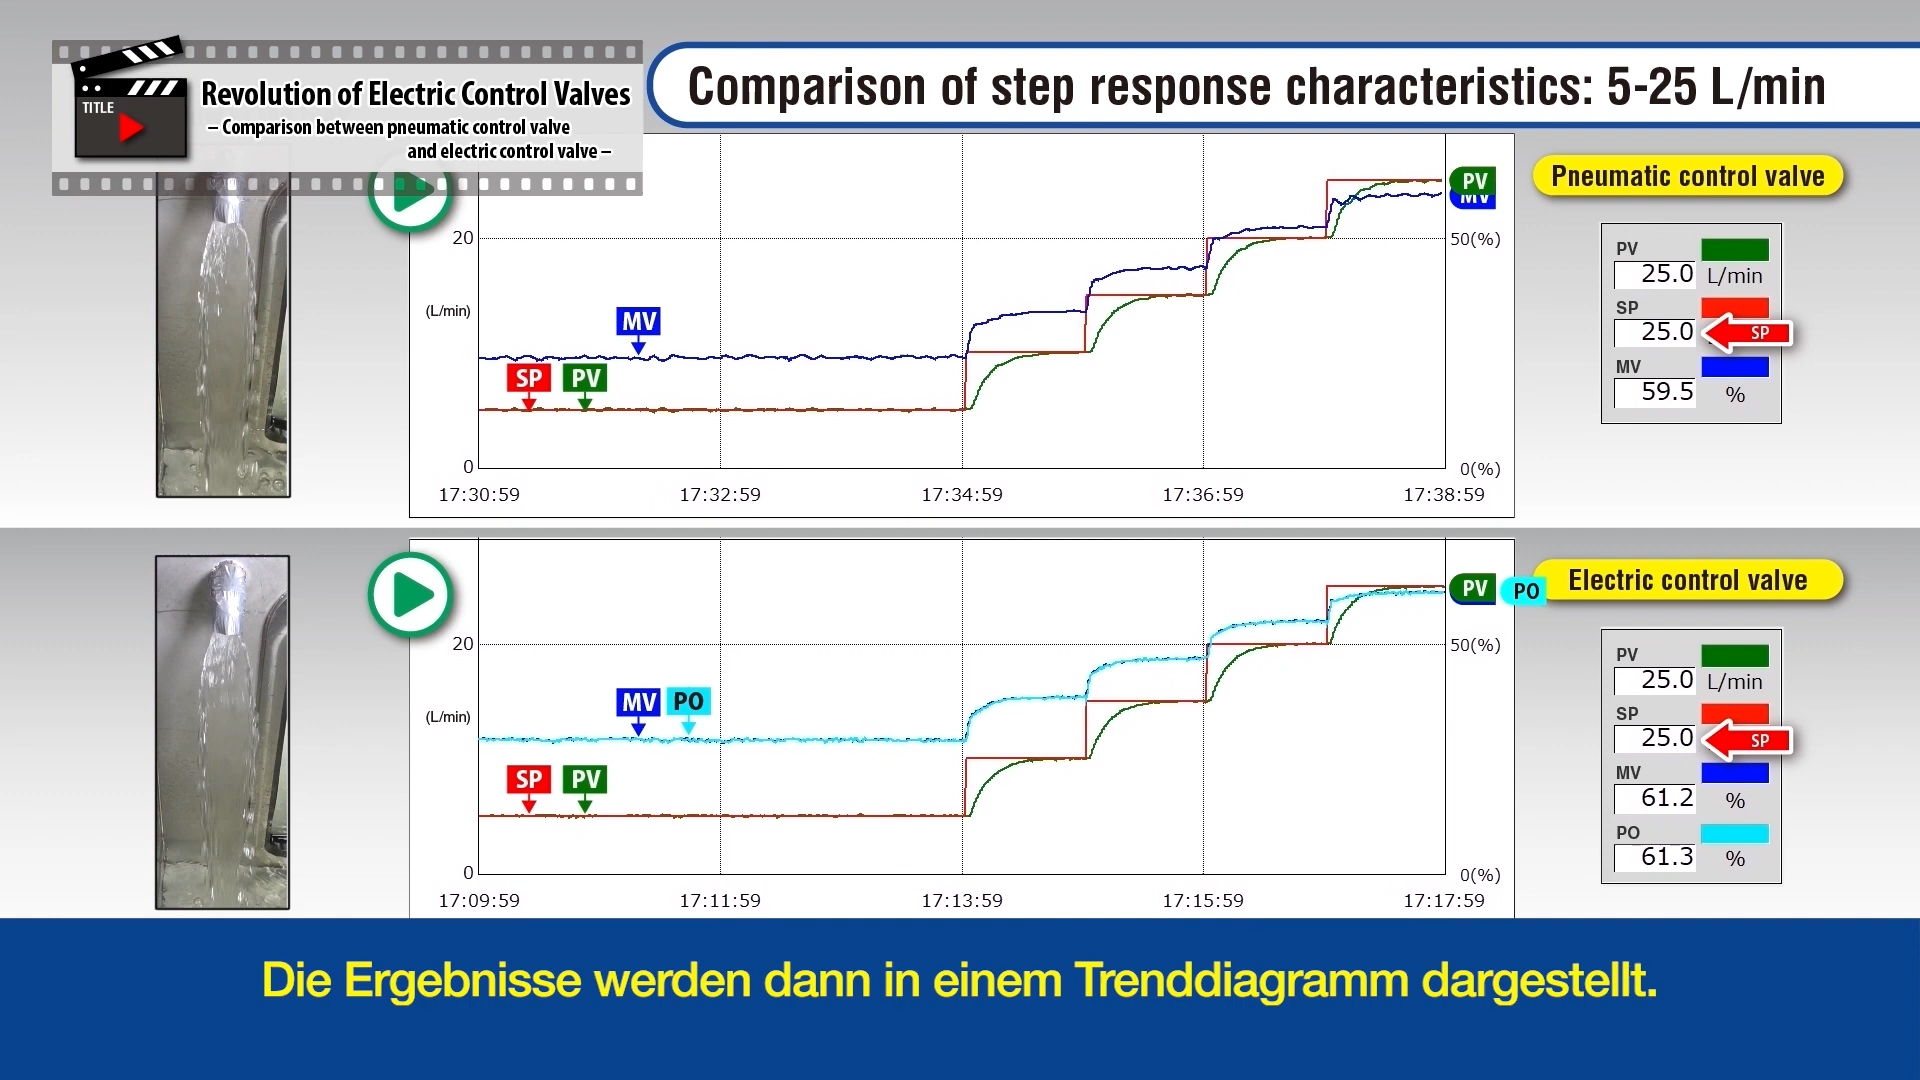 TITLE
Revolution of Electric Control Valves
– Comparison between pneumatic control valve
and electric control valve –
Comparison of step response characteristics: 5-25 L/min
Pneumatic control valve
PV
MV
20
50(%)
(L/min)
MV
SP PV
0
0(%)
17:30:59 17:32:59 17:34:59 17:36:59 17:38:59
PV
25.0 L/min
SP
25.0 SP
MV
59.5 %
Electric control valve
PV PO
20
50(%)
(L/min)
MV PO
SP PV
0
0(%)
17:09:59 17:11:59 17:13:59 17:15:59 17:17:59
PV
25.0 L/min
SP
25.0 SP
MV
61.2 %
PO
61.3 %
Die Ergebnisse werden dann in einem Trenddiagramm dargestellt.